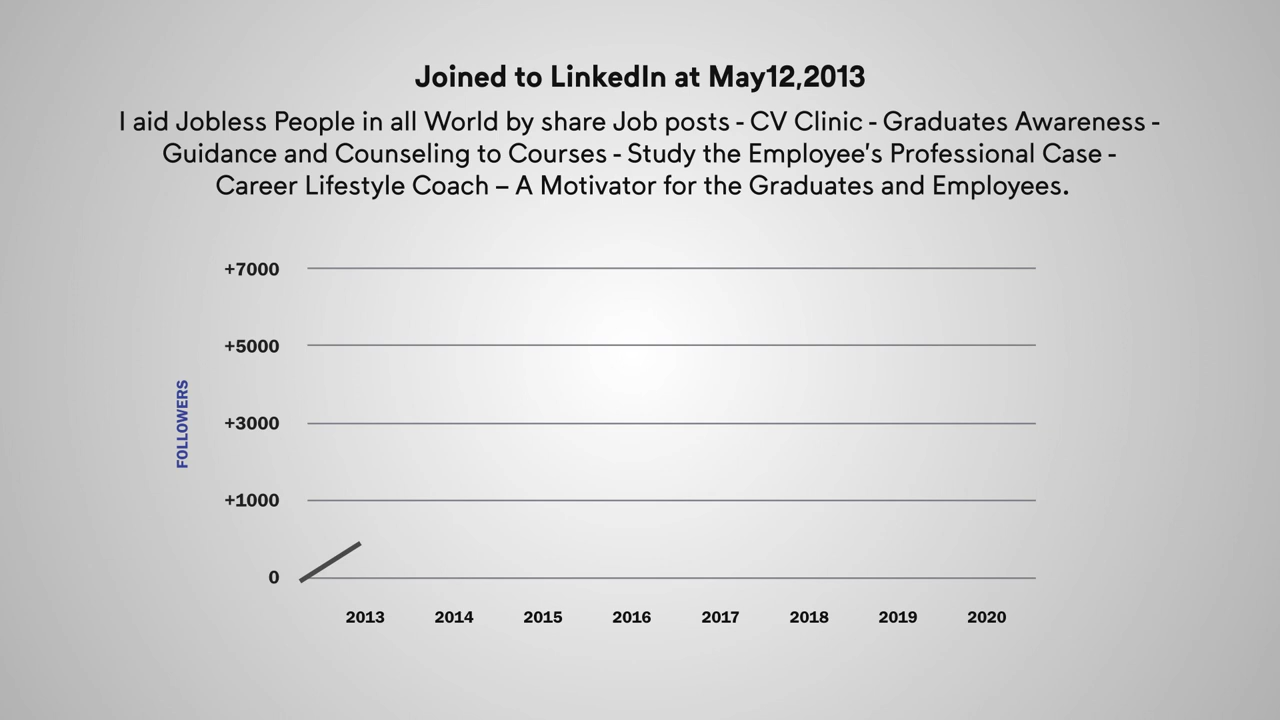 Joined to LinkedIn at May12,2013
I aid Jobless People in all World by share Job posts - CV Clinic - Graduates Awareness -
Guidance and Counseling to Courses - Study the Employee's Professional Case -
Career Lifestyle Coach – A Motivator for the Graduates and Employees.
+7000
+5000
+3000
+1000
0
FOLLOWERS
2013 2014 2015 2016 2017 2018 2019 2020